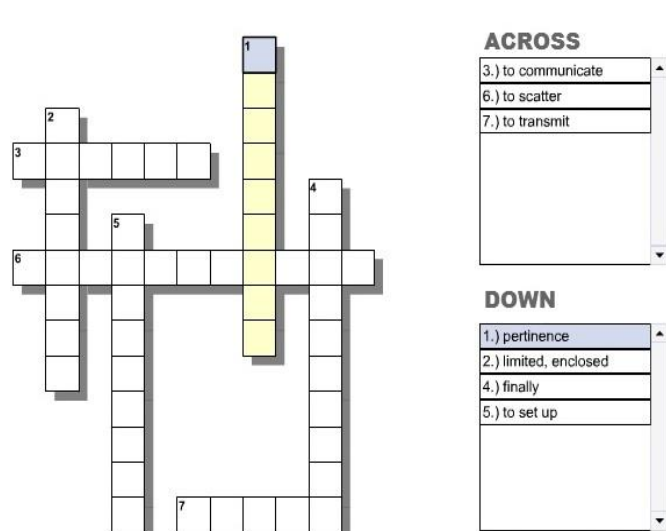 1
2
3
4
5
6
7
ACROSS
3.) to communicate
6.) to scatter
7.) to transmit
DOWN
1.) pertinence
2.) limited, enclosed
4.) finally
5.) to set up